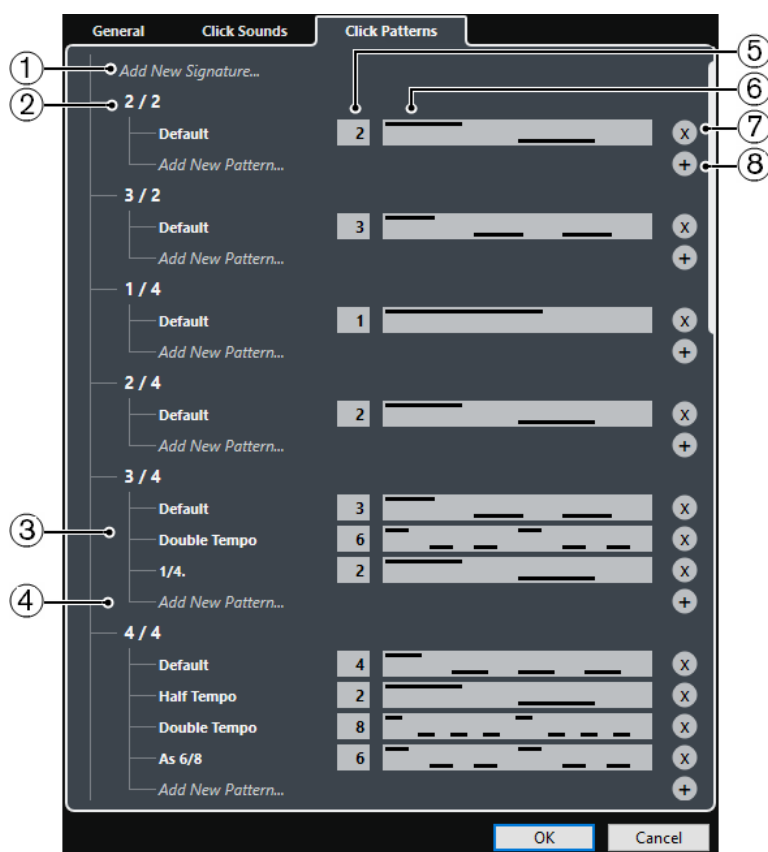 General Click Sounds Click Patterns
1 Add New Signature... 5
2 2 / 2 6
Default 2 X 7
Add New Pattern... + 8
3 / 2
Default 3 X
Add New Pattern... +
1 / 4
Default 1 X
Add New Pattern... +
2 / 4
Default 2 X
Add New Pattern... +
3 / 4
Default 3 X
3 Double Tempo 6 X
1/4. 2 X
4 Add New Pattern... +
4 / 4
Default 4 X
Half Tempo 2 X
Double Tempo 8 X
As 6/8 6 X
Add New Pattern... +
OK Cancel